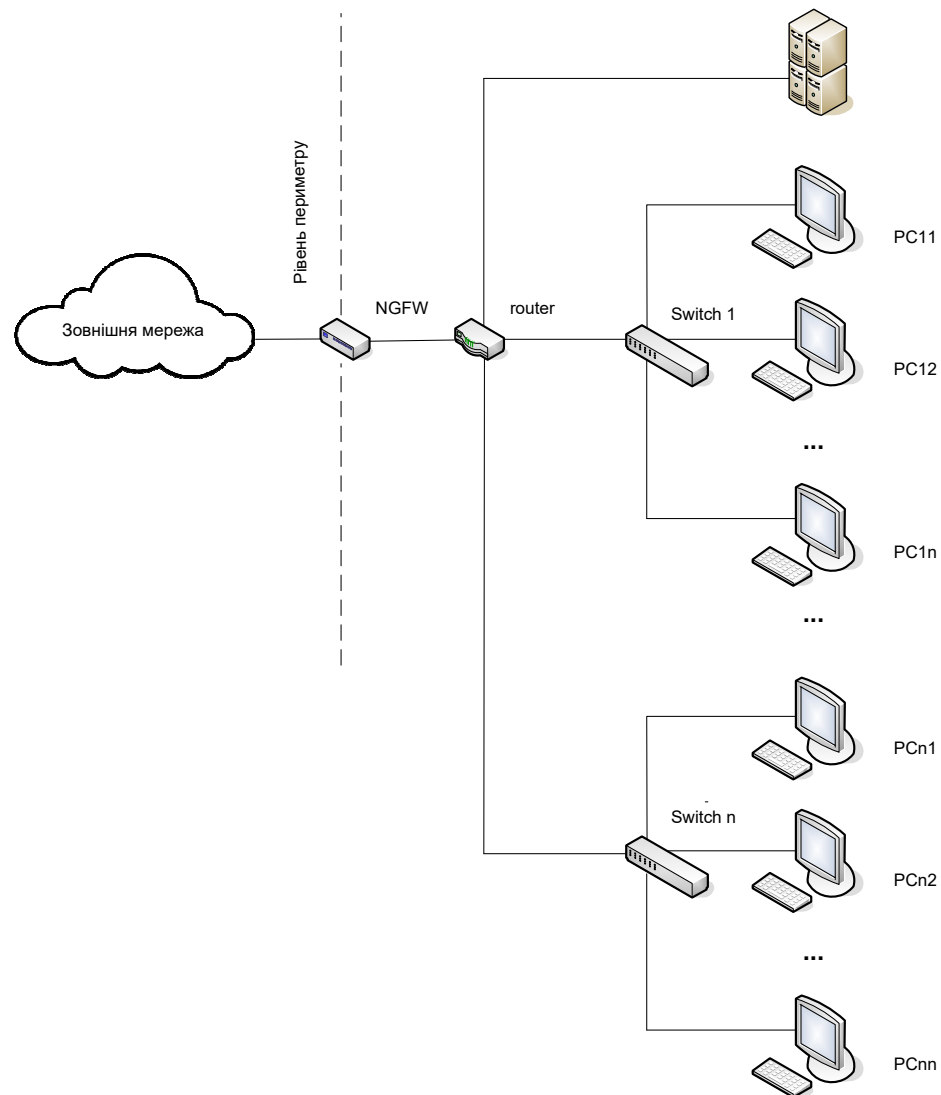 Рівень периметру
Зовнішня мережа
NGFW
router
Switch 1
PC11
PC12
...
PC1n
...
PCn1
-
Switch n
PCn2
...
PCnn